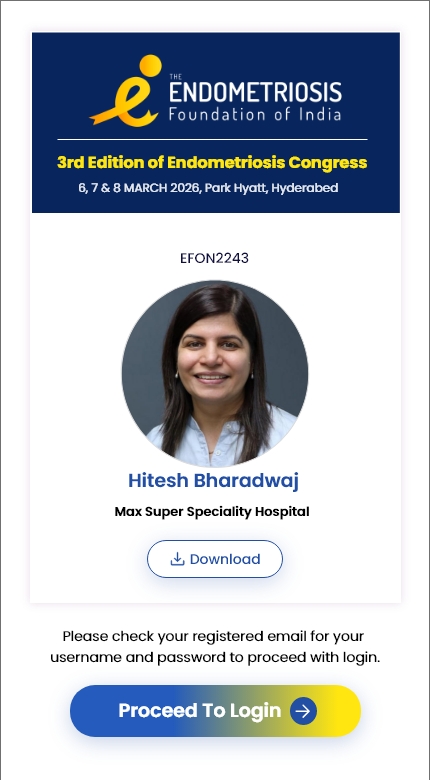 THE
ENDOMETRIOSIS
Foundation of India
3rd Edition of Endometriosis Congress
6, 7 & 8 MARCH 2026, Park Hyatt, Hyderabed
EFON2243
Hitesh Bharadwaj
Max Super Speciality Hospital
Download
Please check your registered email for your
username and password to proceed with login.
Proceed To Login